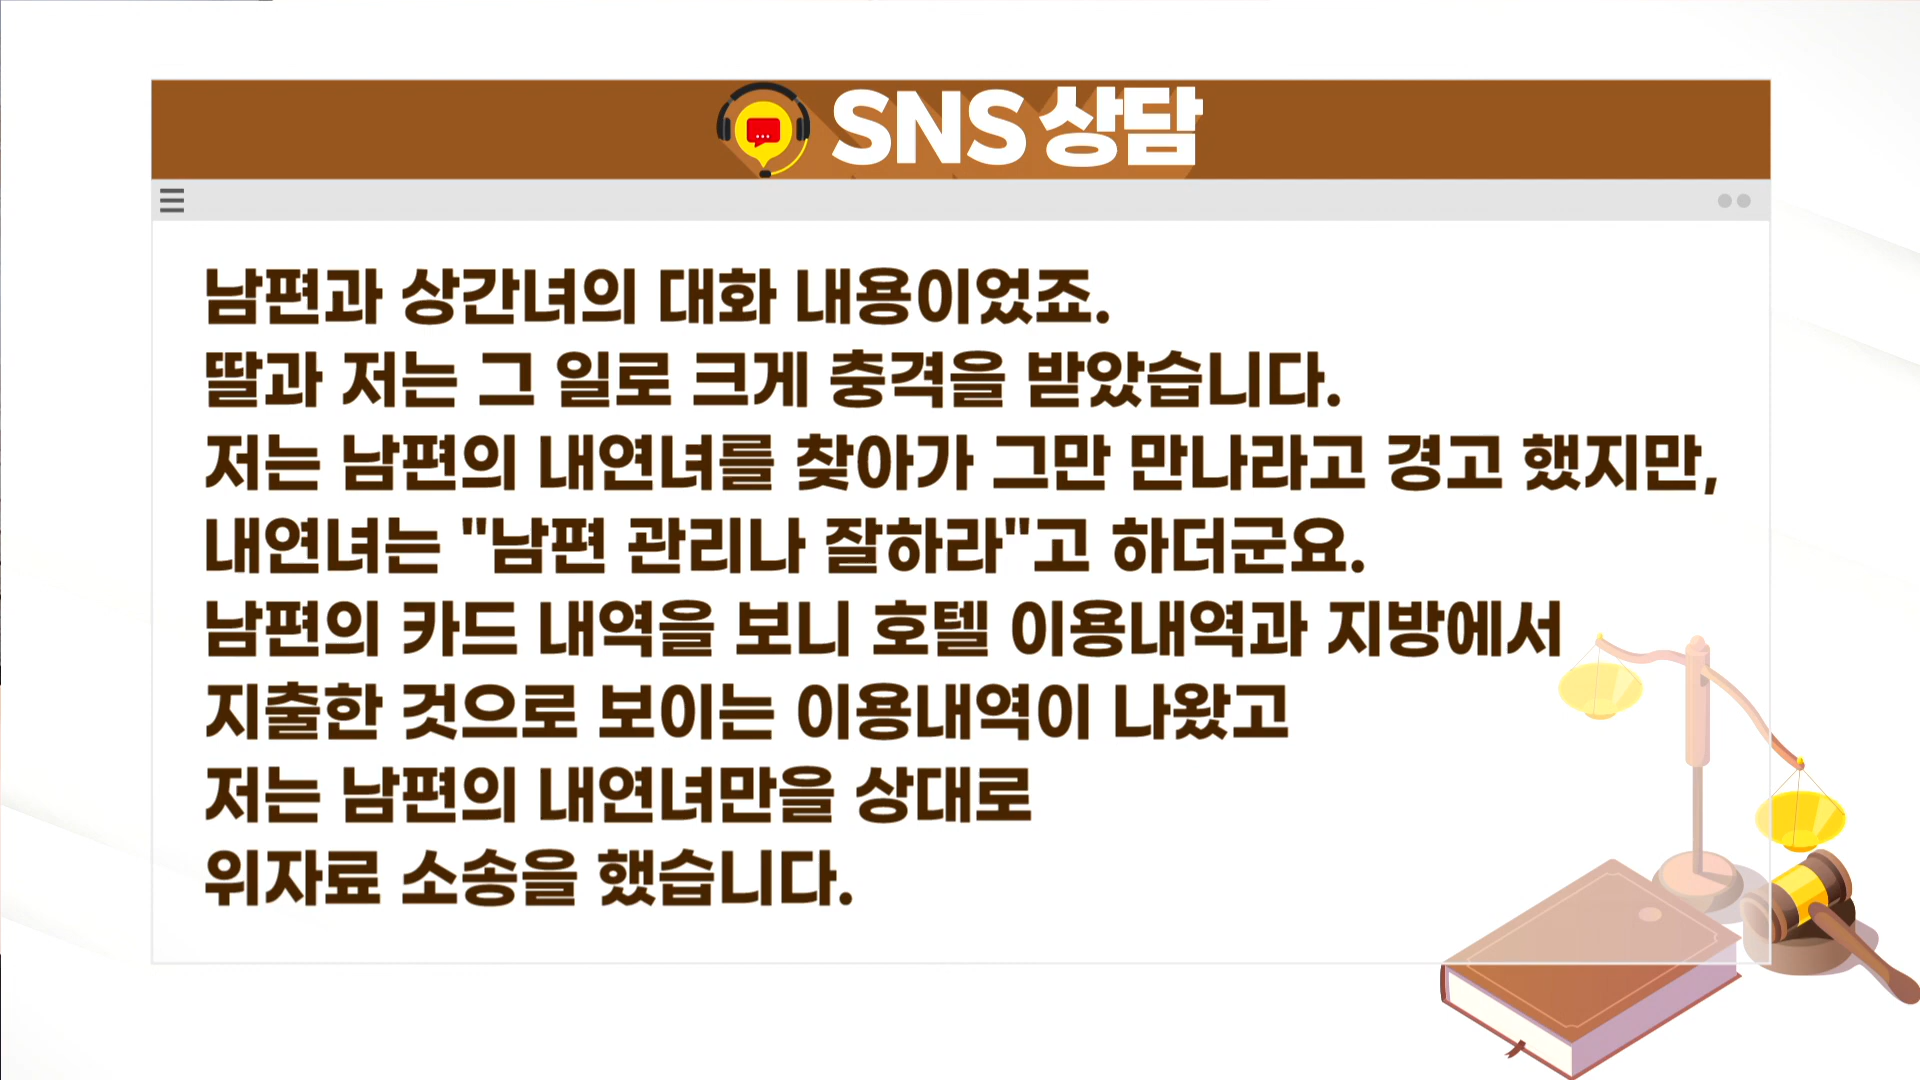 SNS 상담
남편과 상간녀의 대화 내용이었죠.
딸과 저는 그 일로 크게 충격을 받았습니다.
저는 남편의 내연녀를 찾아가 그만 만나라고 경고 했지만,
내연녀는 "남편 관리나 잘하라"고 하더군요.
남편의 카드 내역을 보니 호텔 이용내역과 지방에서
지출한 것으로 보이는 이용내역이 나왔고
저는 남편의 내연녀만을 상대로
위자료 소송을 했습니다.